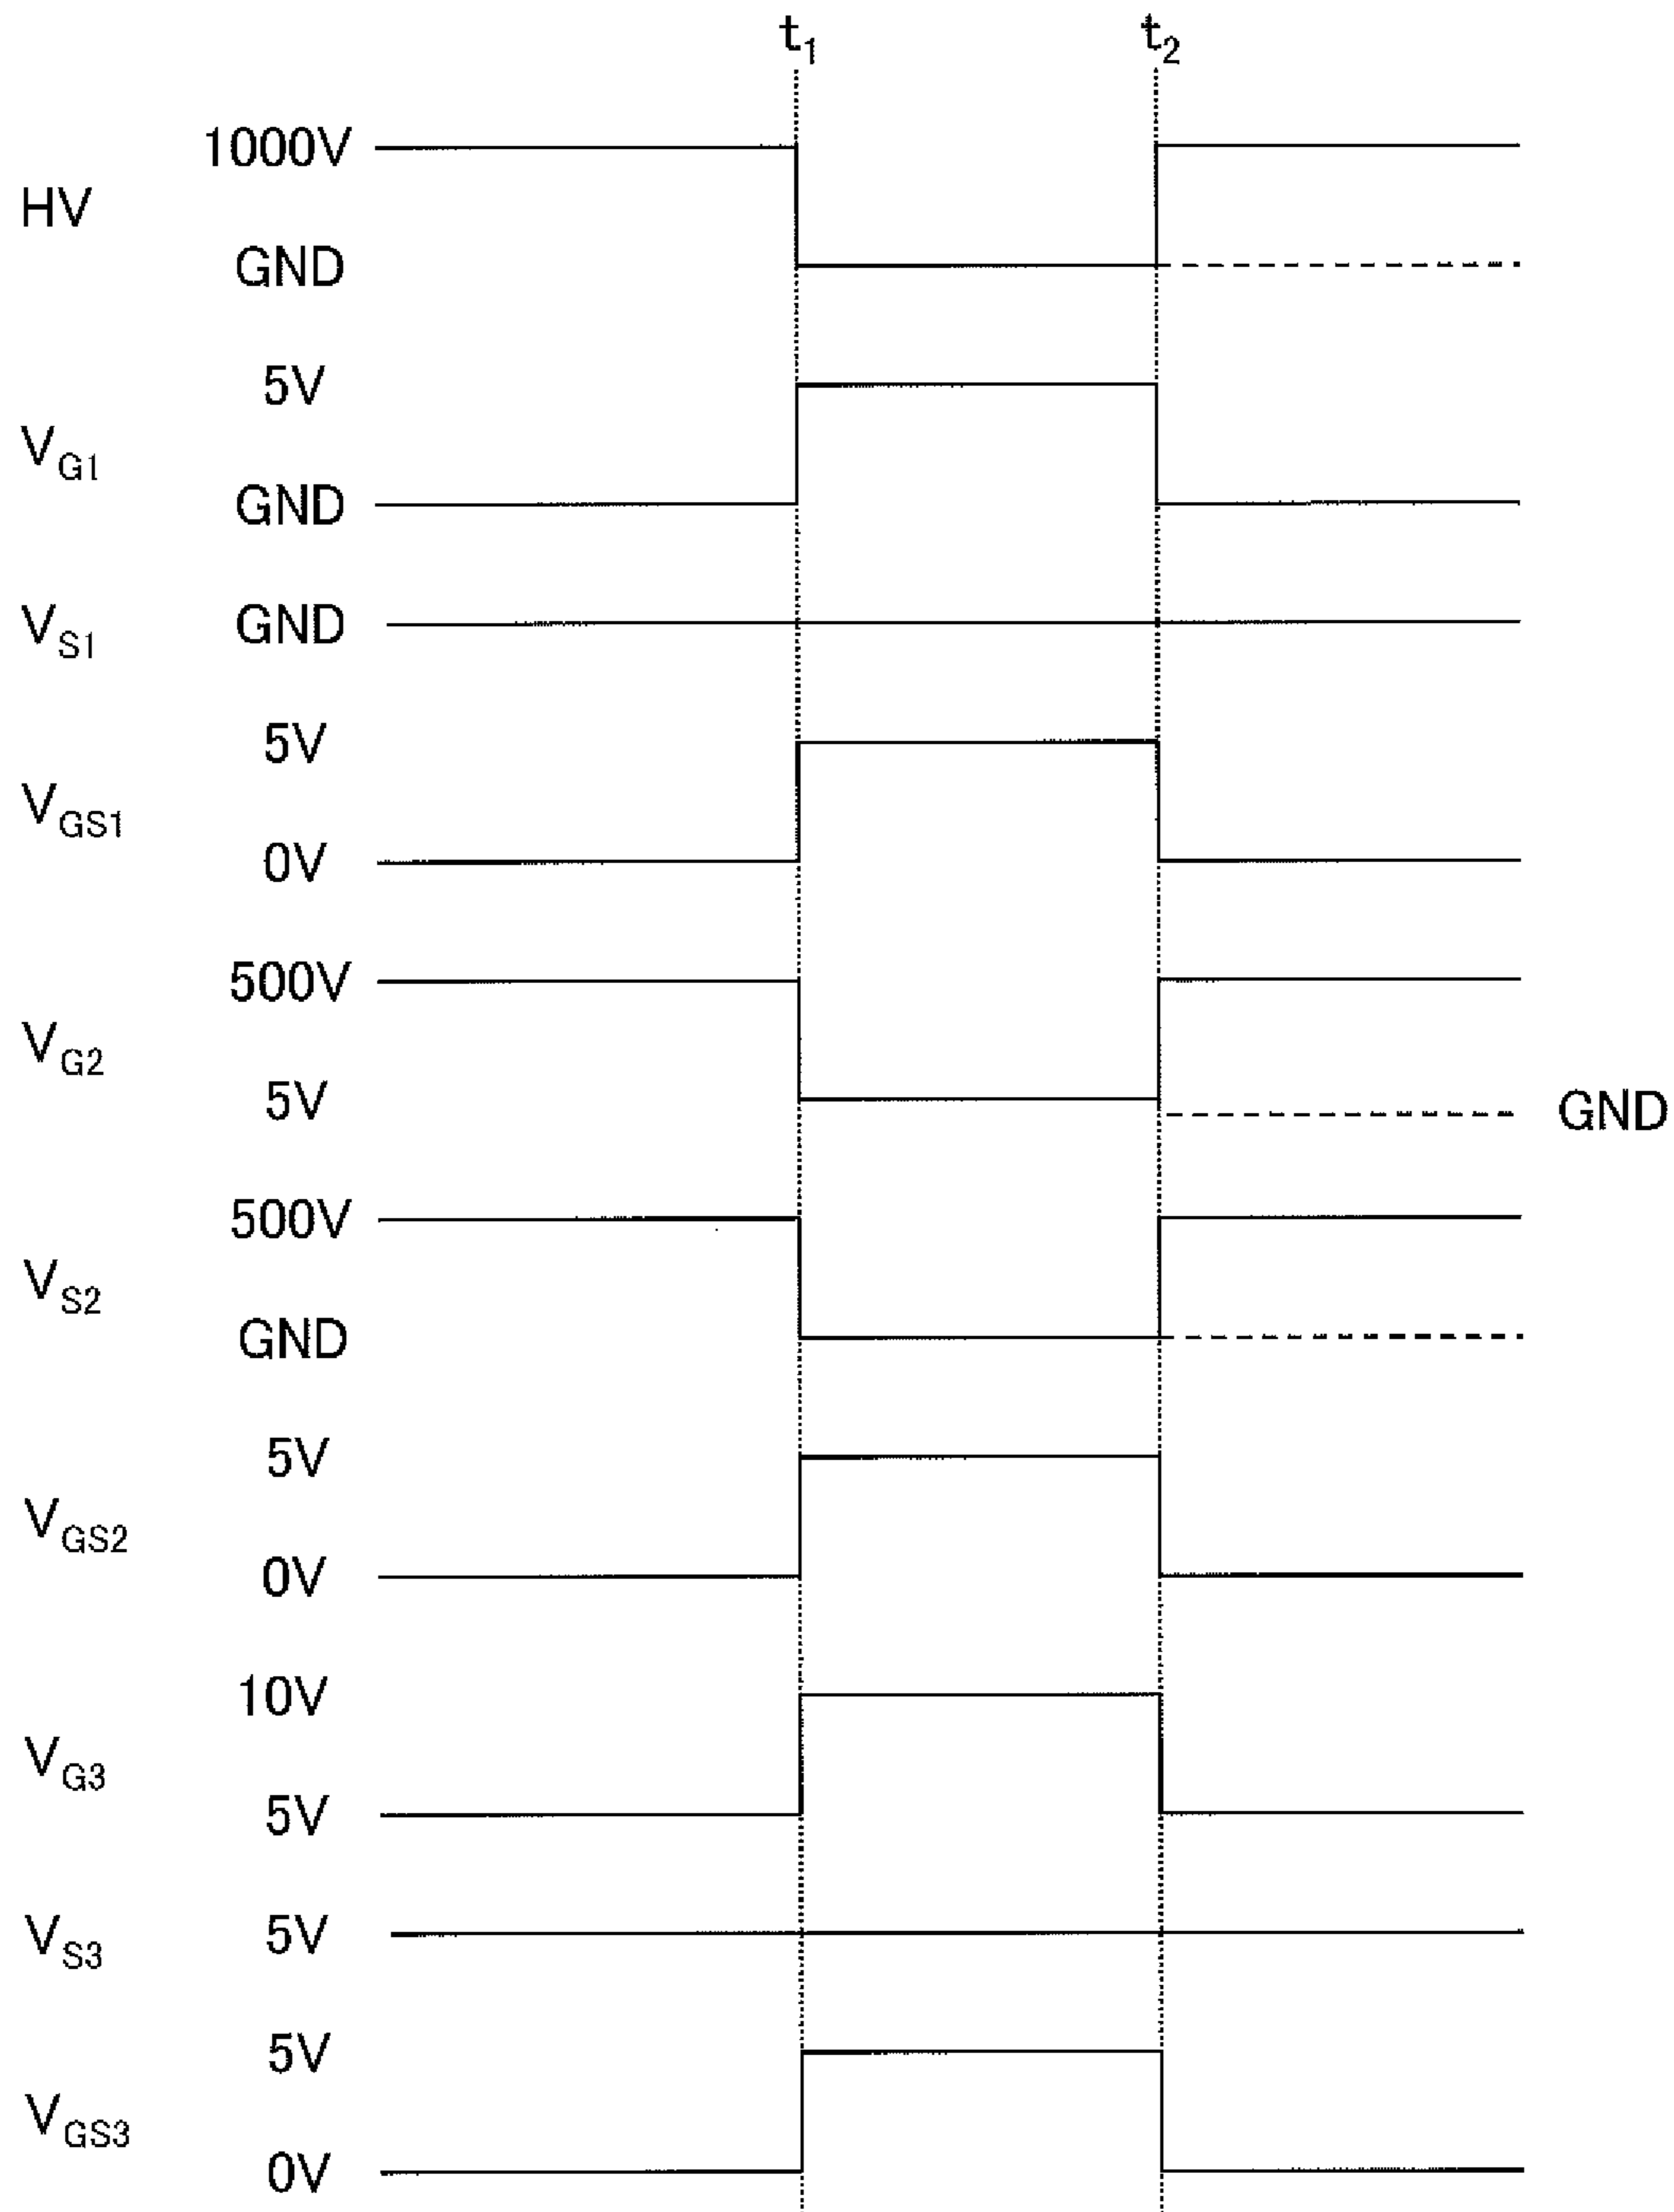 t1 t2
1000V
HV
GND
5V
VG1
GND
VS1 GND
5V
VGS1
0V
500V
VG2
5V GND
500V
VS2
GND
5V
VGS2
0V
10V
VG3
5V
VS3 5V
5V
VGS3
0V